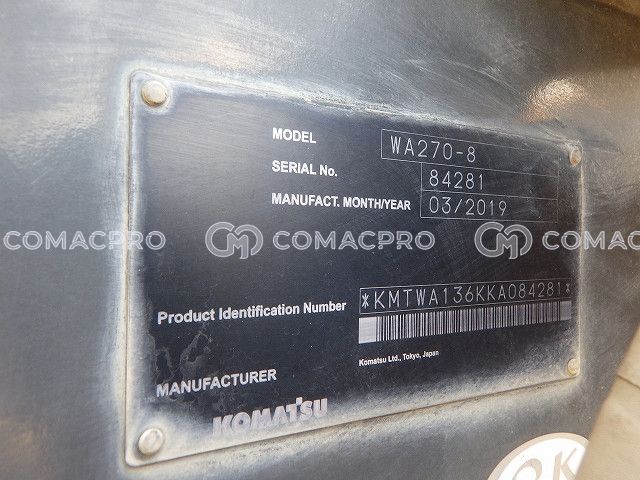 MODEL WA270-8
SERIAL No. 84281
MANUFACT. MONTH/YEAR 03/2019
COMACPRO COMACPRO COMACPRO
Product Identification Number *KMTWA136KKA084281*
Komatsu Ltd., Tokyo, Japan
MANUFACTURER
KOMATSU
OK